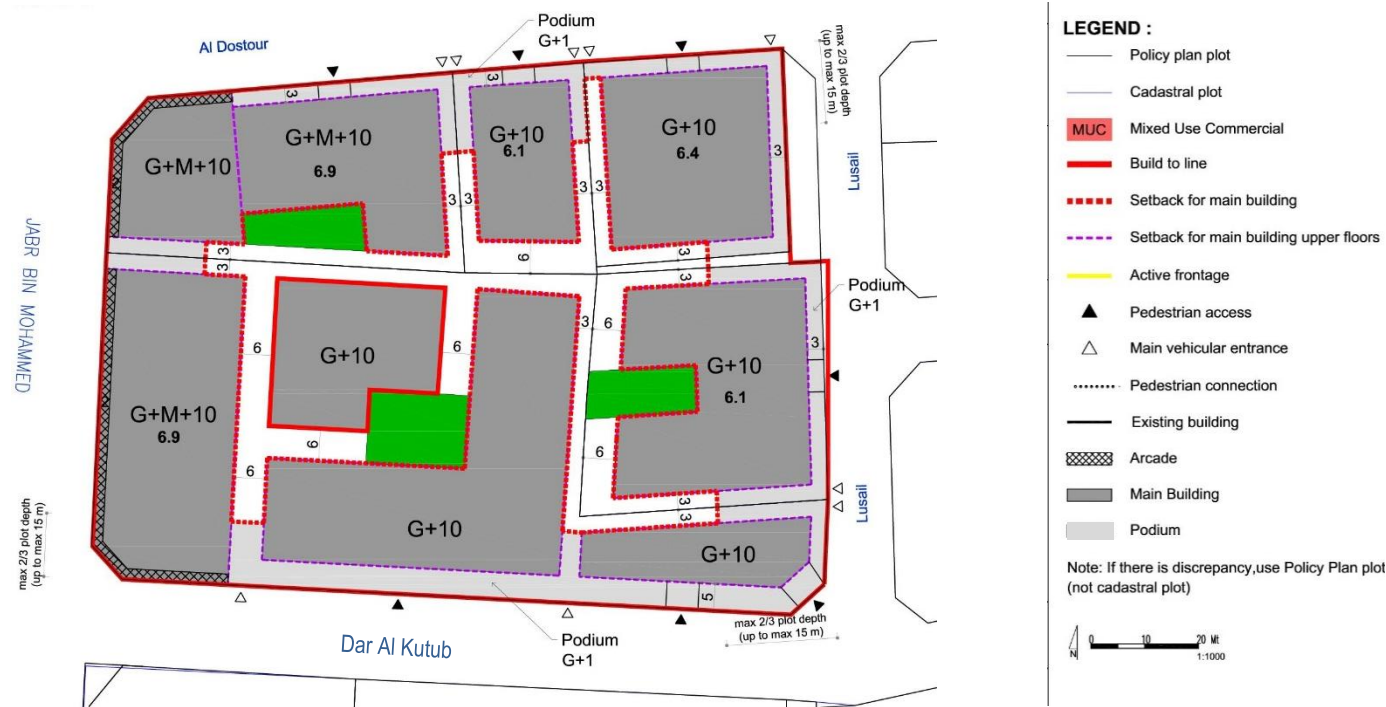 Al Dostour
Podium
G+1
max 2/3 plot depth
(up to max 15 m)
3
3
G+M+10
G+M+10
6.9
G+10
6.1
G+10
6.4
3
Lusail
3
3
3
3
3
3
6
3
3
JABR BIN MOHAMMED
Podium
G+1
3
6
G+10
6
3
6
G+10
6.1
3
G+M+10
6.9
6
6
6
G+10
3
3
G+10
Lusail
max 2/3 plot depth
(up to max 15 m)
5
max 2/3 plot depth
(up to max 15 m)
Dar Al Kutub
Podium
G+1
LEGEND :
Policy plan plot
Cadastral plot
MUC Mixed Use Commercial
Build to line
Setback for main building
Setback for main building upper floors
Active frontage
Pedestrian access
Main vehicular entrance
Pedestrian connection
Existing building
Arcade
Main Building
Podium
Note: If there is discrepancy,use Policy Plan plot
(not cadastral plot)
N
0 10 20 Mt
1:1000